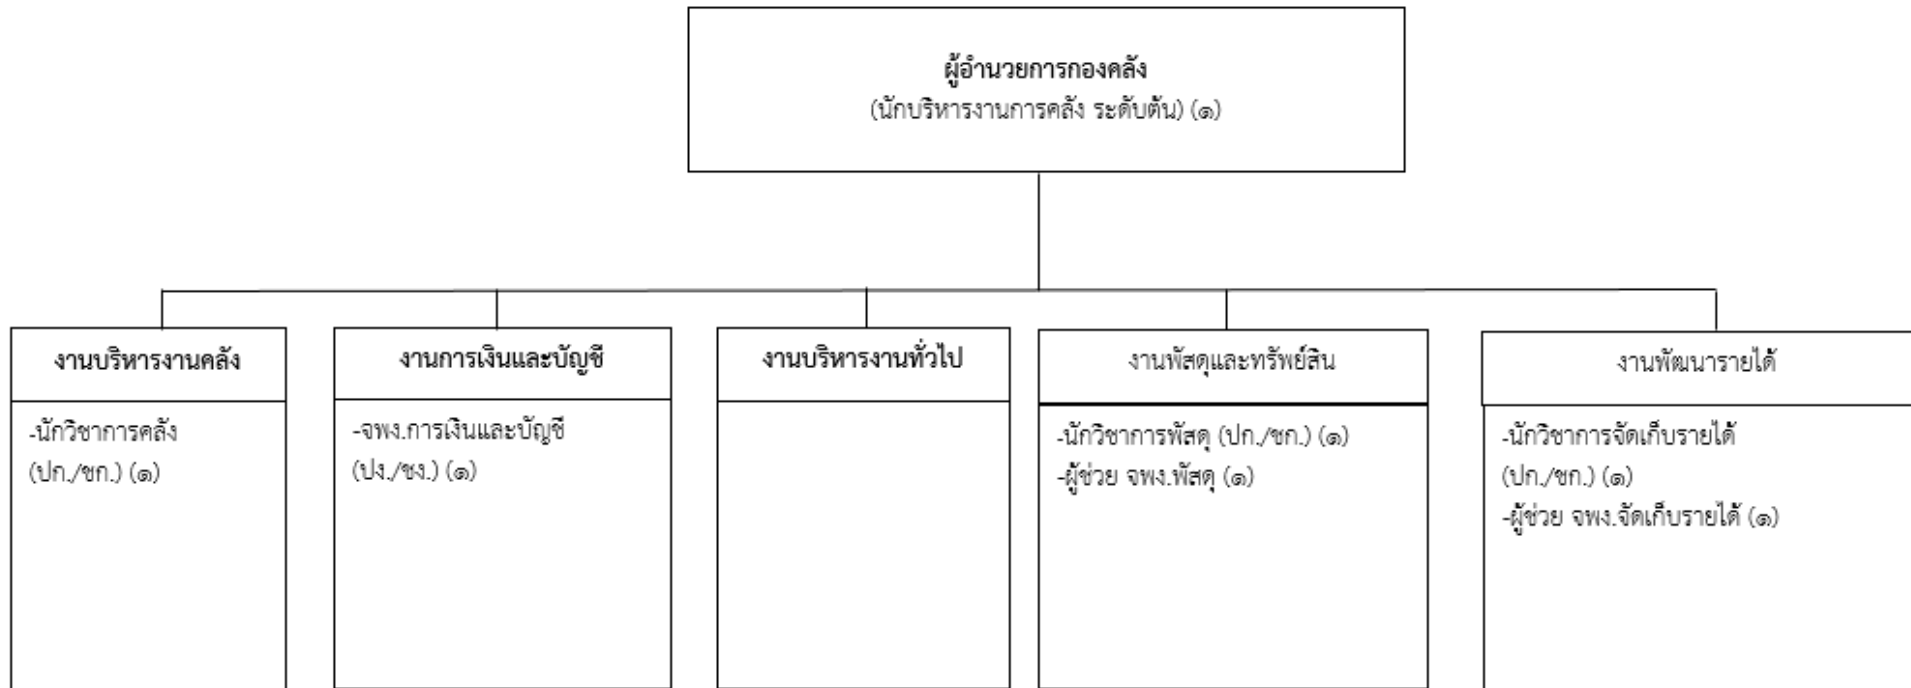 ผู้อำนวยการกองคลัง
(นักบริหารงานการคลัง ระดับต้น) (๑)
งานบริหารงานคลัง
-นักวิชาการคลัง
(ปก./ชก.) (๑)
งานการเงินและบัญชี
-จพง.การเงินและบัญชี
(ปง./ชง.) (๑)
งานบริหารงานทั่วไป
งานพัสดุและทรัพย์สิน
-นักวิชาการพัสดุ (ปก./ชก.) (๑)
-ผู้ช่วย จพง.พัสดุ (๑)
งานพัฒนารายได้
-นักวิชาการจัดเก็บรายได้
(ปก./ชก.) (๑)
-ผู้ช่วย จพง.จัดเก็บรายได้ (๑)